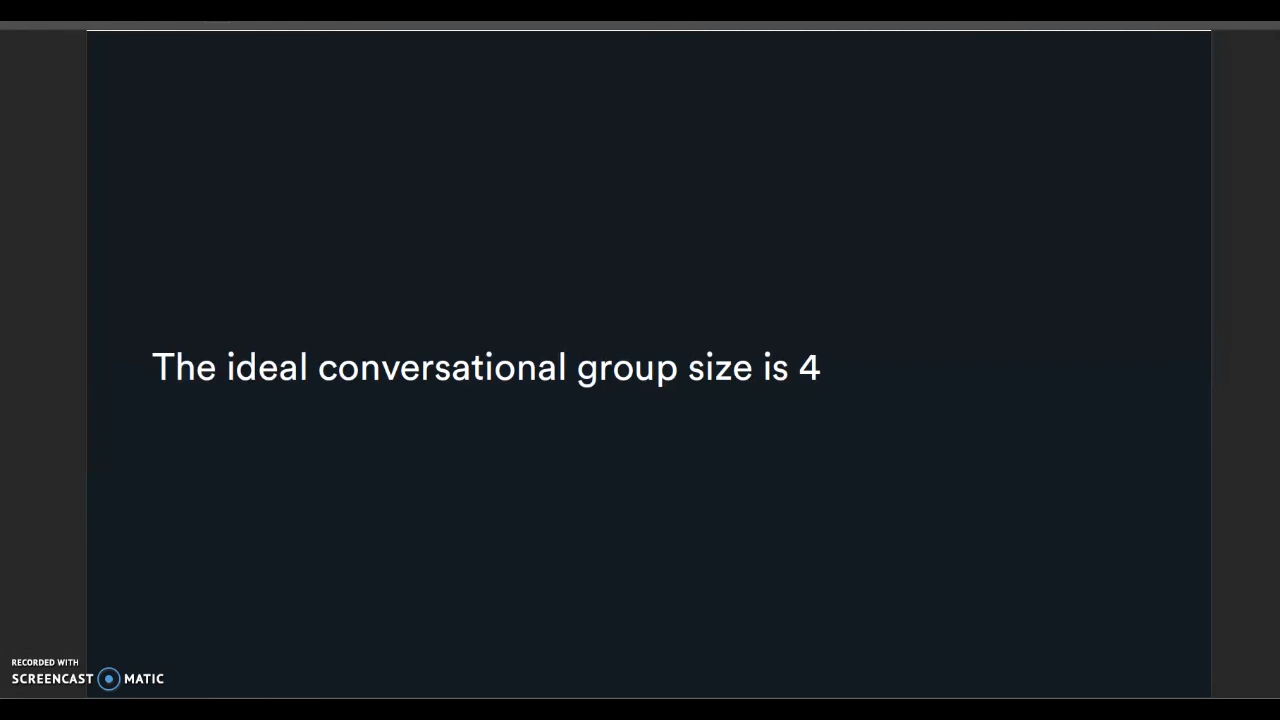 The ideal conversational group size is 4
RECORDED WITH
SCREENCAST MATIC